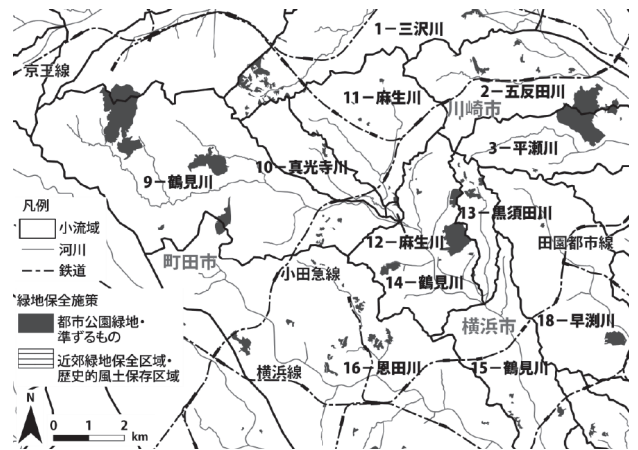 1－三沢川
京王線
2－五反田川
11－麻生川
川崎市
3－平瀬川
10－真光寺川
9－鶴見川
凡例
小流域
河川
鉄道
13－黒須田川
12－麻生川
田園都市線
町田市
小田急線
14－鶴見川
緑地保全施策
都市公園緑地・
準ずるもの
近郊緑地保全区域・
歴史的風土保存区域
横浜市
18－早渕川
横浜線
16－恩田川
15－鶴見川
N
0 1 2
km